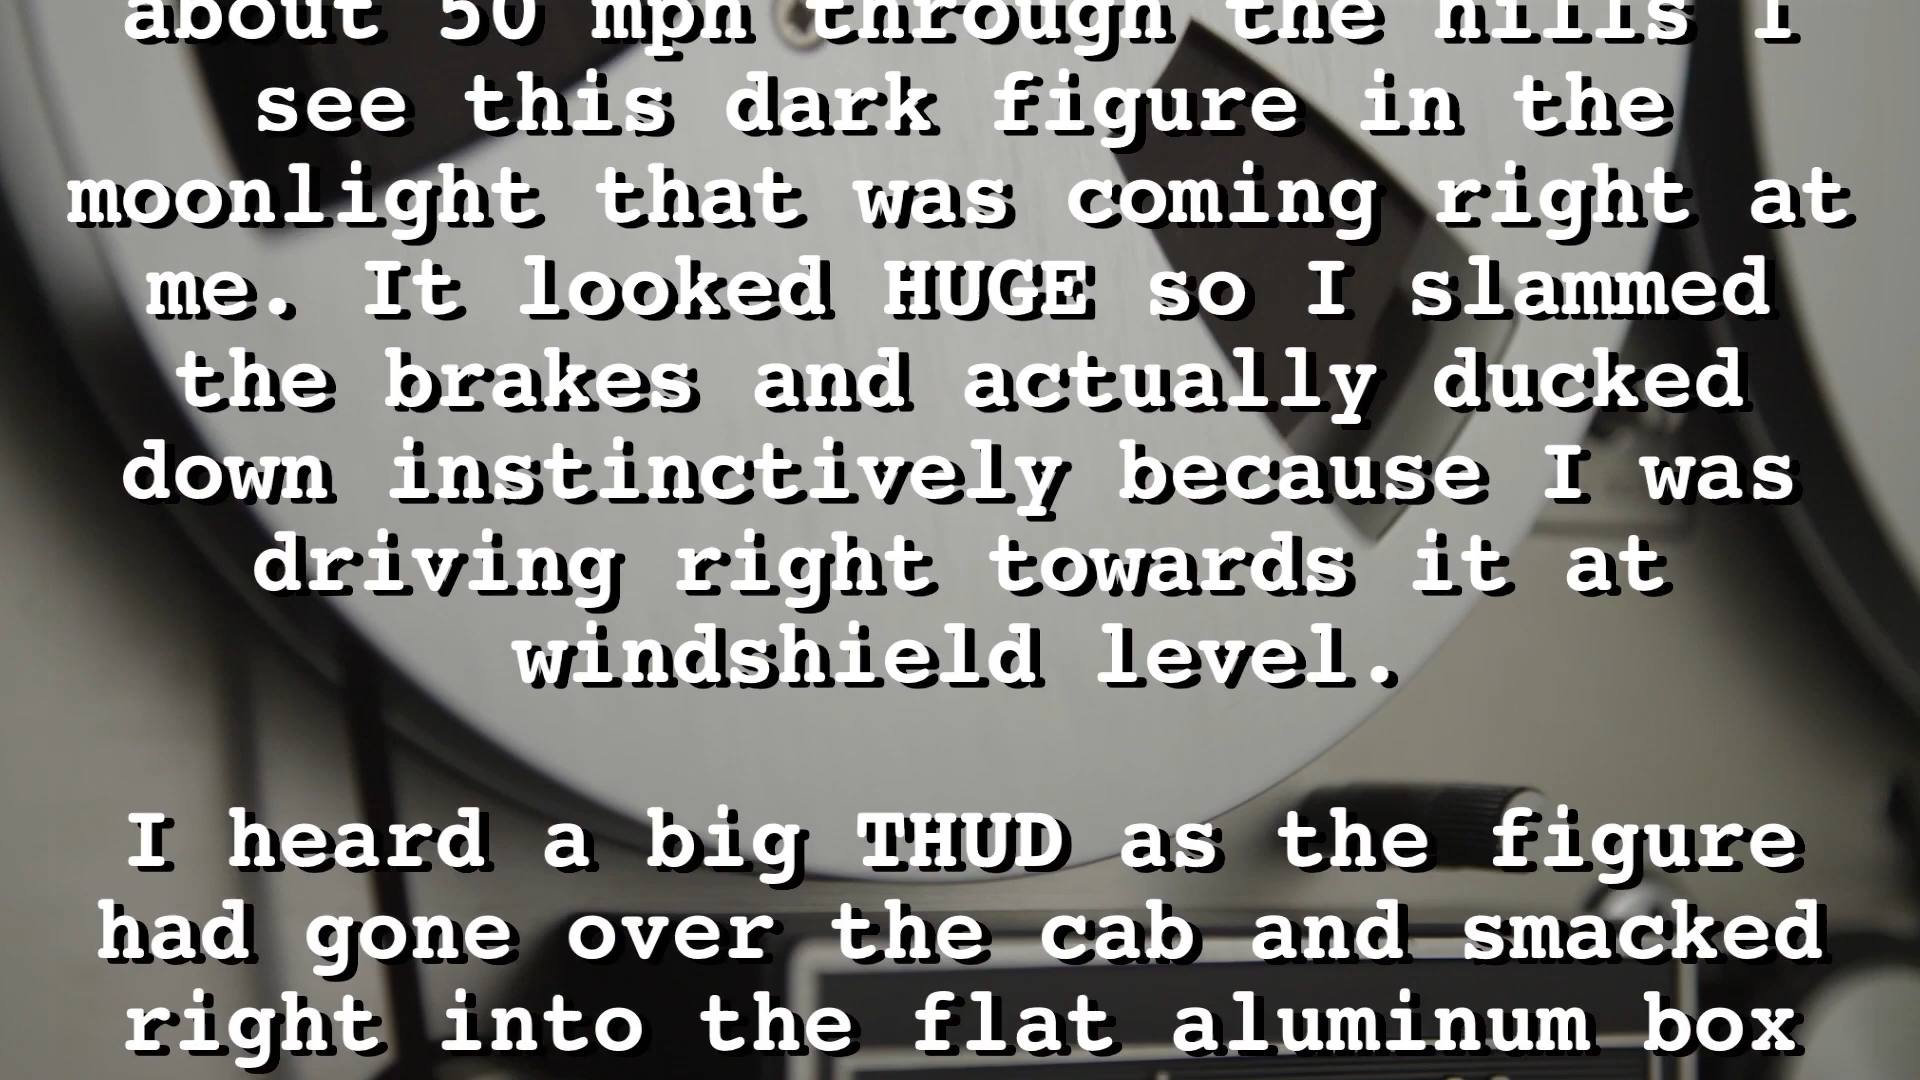 about 50 mph through the hills I
see this dark figure in the
moonlight that was coming right at
me. It looked HUGE so I slammed
the brakes and actually ducked
down instinctively because I was
driving right towards it at
windshield level.
I heard a big THUD as the figure
had gone over the cab and smacked
right into the flat aluminum box